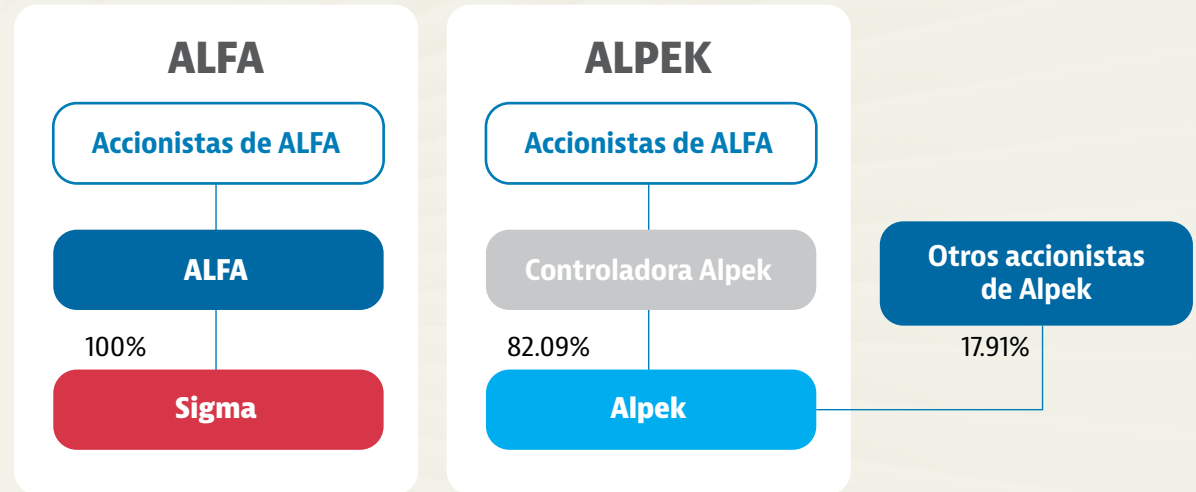 ALFA
Accionistas de ALFA
ALFA
100%
Sigma
ALPEK
Accionistas de ALFA
Controladora Alpek
82.09%
Alpek
Otros accionistas
de Alpek
17.91%